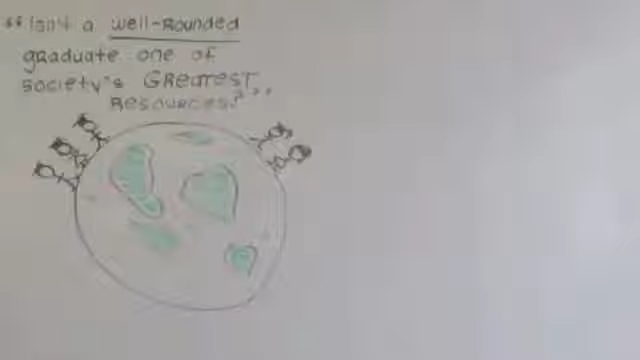 "Isn't a well-Rounded
graduate one of
society's GReatesT
Resources?"